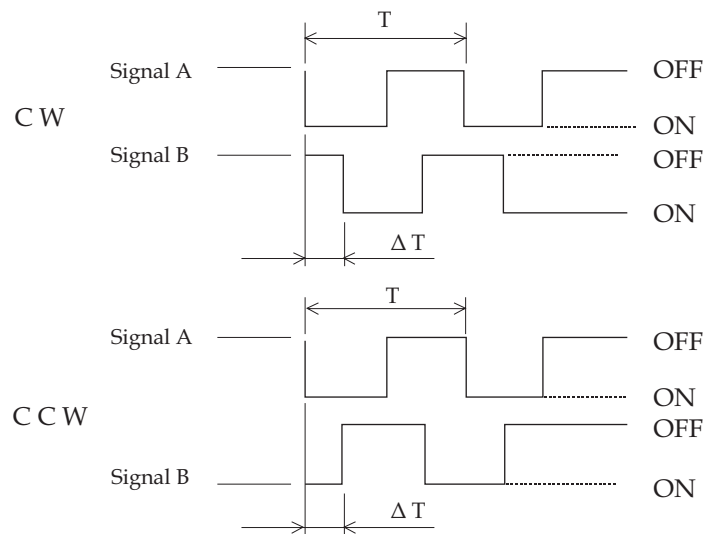 T
Signal A
OFF
C W
ON
Signal B
OFF
ON
Δ T
T
Signal A
OFF
ON
C C W
OFF
Signal B
ON
Δ T